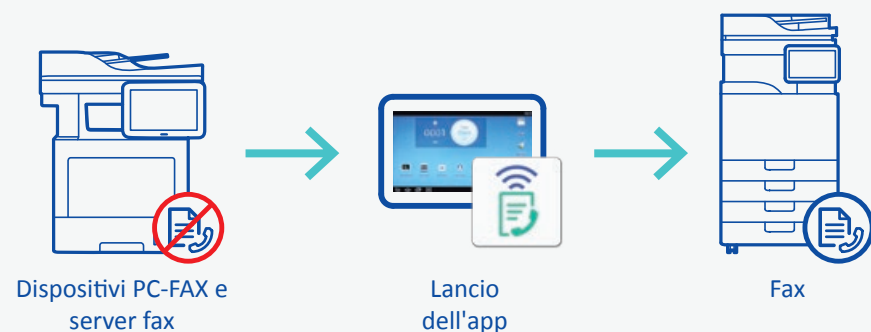 Dispositivi PC-FAX e
server fax
Lancio
dell'app
Fax